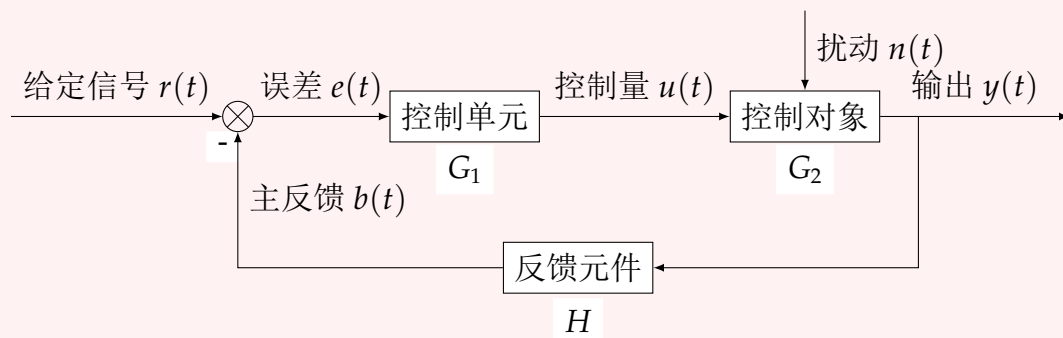 扰动 n(t)
给定信号 r(t)
误差 e(t)
控制量 u(t)
输出 y(t)
控制单元
控制对象
-
G₁
G₂
主反馈 b(t)
反馈元件
H